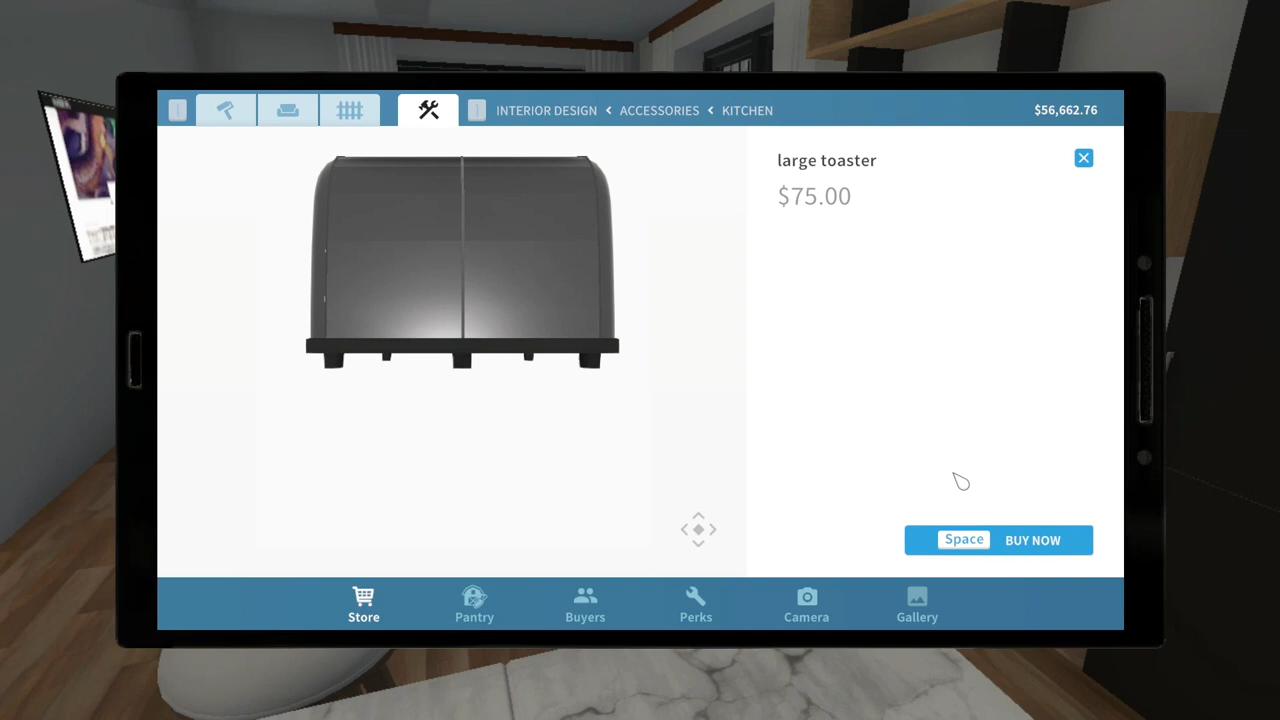 INTERIOR DESIGN < ACCESSORIES < KITCHEN
$56,662.76
large toaster
$75.00
Space BUY NOW
Store
Pantry
Buyers
Perks
Camera
Gallery